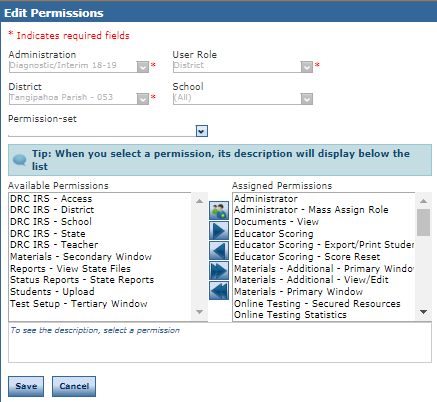 Edit Permissions
* Indicates required fields
Administration User Role
Diagnostic/Interim 18-19 * District *
District School
Tangipahoa Parish - 053 * (All)
Permission-set
Tip: When you select a permission, its description will display below the
list
Available Permissions
DRC IRS - Access
DRC IRS - District
DRC IRS - School
DRC IRS - State
DRC IRS - Teacher
Materials - Secondary Window
Reports - View State Files
Status Reports - State Reports
Students - Upload
Test Setup - Tertiary Window
Assigned Permissions
Administrator
Administrator - Mass Assign Role
Documents - View
Educator Scoring
Educator Scoring - Export/Print Studen
Educator Scoring - Score Reset
Materials - Additional - Primary Window
Materials - Additional - View/Edit
Materials - Primary Window
Online Testing - Secured Resources
Online Testing Statistics
To see the description, select a permission
Save Cancel